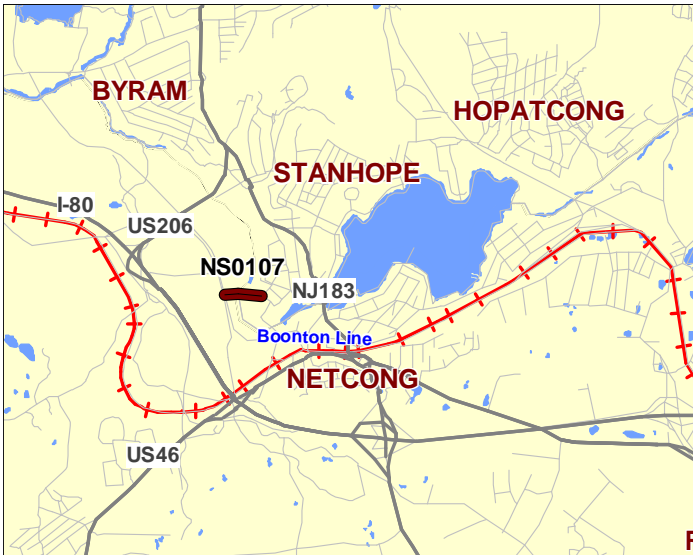 BYRAM
HOPATCONG
STANHOPE
I-80
US206
NS0107
NJ183
Boonton Line
NETCONG
US46